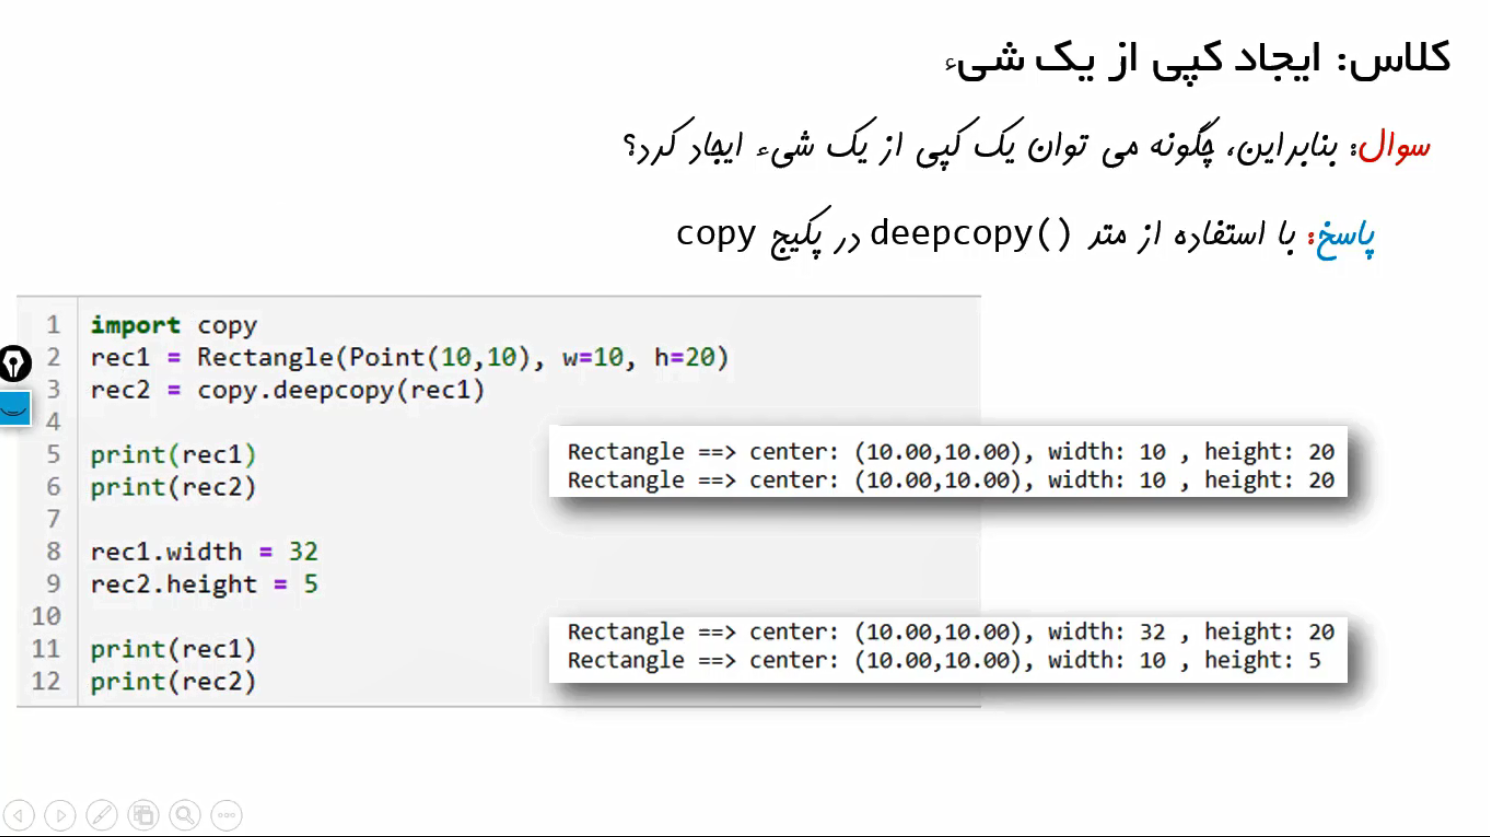 کلاس: ایجاد کپی از یک شیء
سوال: بنابراین، چگونه می توان یک کپی از یک شیء ایجاد کرد؟
پاسخ: با استفاده از متد deepcopy() در پکیج copy
1 import copy
2 rec1 = Rectangle(Point(10,10), w=10, h=20)
3 rec2 = copy.deepcopy(rec1)
4
5 print(rec1)
6 print(rec2)
7
8 rec1.width = 32
9 rec2.height = 5
10
11 print(rec1)
12 print(rec2)
Rectangle ==> center: (10.00,10.00), width: 10 , height: 20
Rectangle ==> center: (10.00,10.00), width: 10 , height: 20
Rectangle ==> center: (10.00,10.00), width: 32 , height: 20
Rectangle ==> center: (10.00,10.00), width: 10 , height: 5